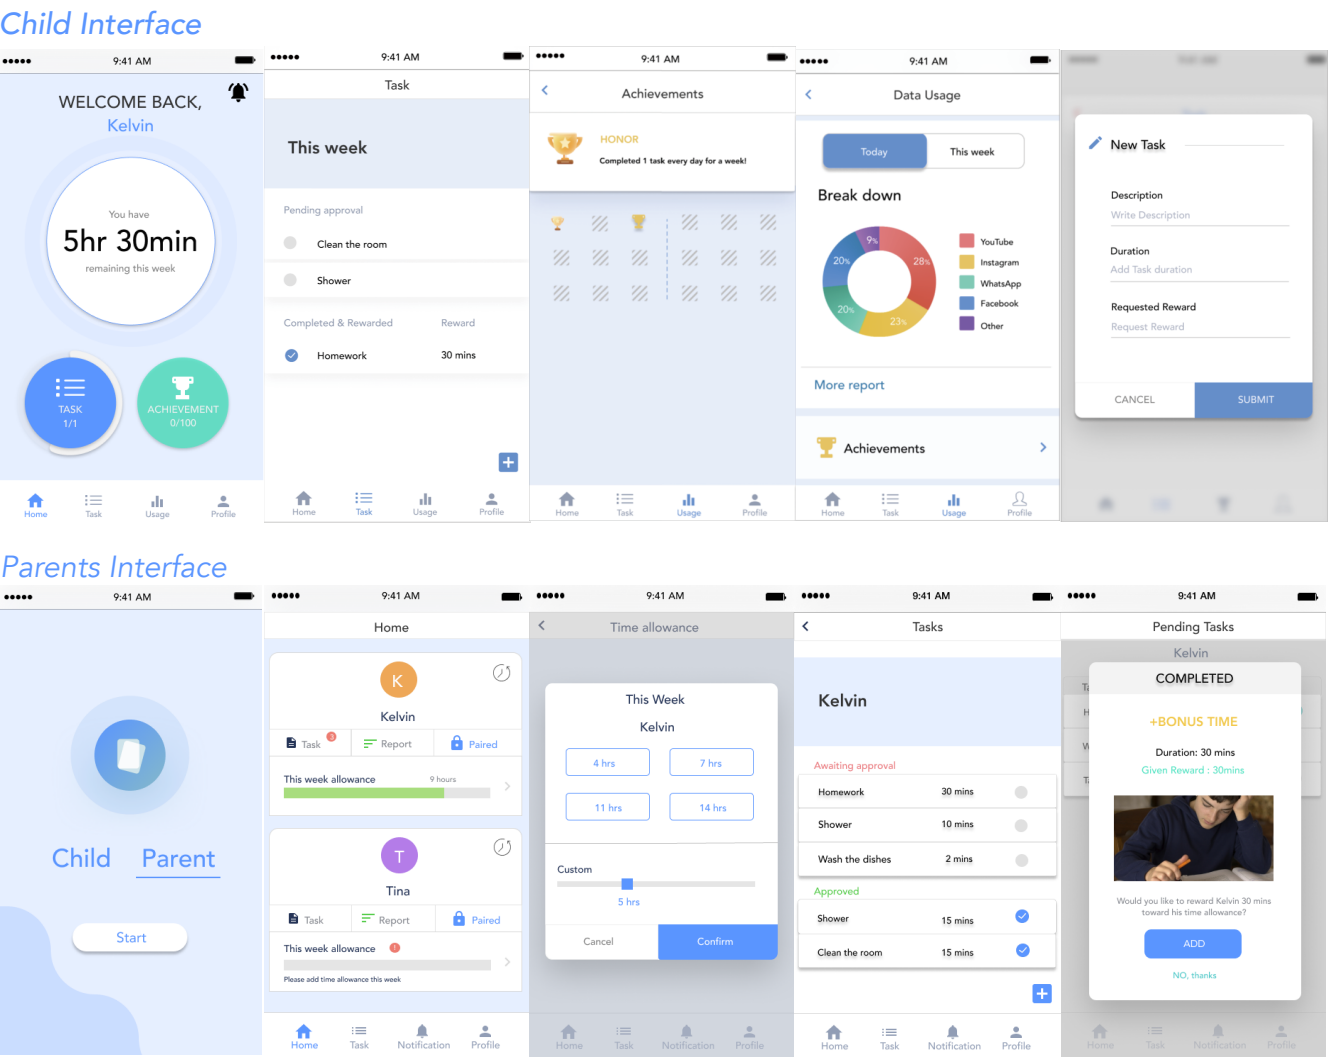 Child Interface
9:41 AM
WELCOME BACK,
Kelvin
You have
5hr 30min
remaining this week
TASK
1/1
ACHIEVEMENT
0/100
Home
Task
Usage
Profile
9:41 AM
Task
This week
Pending approval
Clean the room
Shower
Completed & Rewarded
Reward
Homework
30 mins
Home
Task
Usage
Profile
9:41 AM
Achievements
HONOR
Completed 1 task every day for a week!
Home
Task
Usage
Profile
9:41 AM
Data Usage
Today
This week
Break down
9%
28%
20%
20%
23%
YouTube
Instagram
WhatsApp
Facebook
Other
More report
Achievements
Home
Task
Usage
Profile
New Task
Description
Write Description
Duration
Add Task duration
Requested Reward
Request Reward
CANCEL
SUBMIT
Parents Interface
9:41 AM
Child
Parent
Start
9:41 AM
Home
K
Kelvin
Task
3
Report
Paired
This week allowance
9 hours
T
Tina
Task
Report
Paired
This week allowance
!
Please add time allowance this week
Home
Task
Notification
Profile
9:41 AM
Time allowance
This Week
Kelvin
4 hrs
7 hrs
11 hrs
14 hrs
Custom
5 hrs
Cancel
Confirm
Home
Task
Notification
Profile
9:41 AM
Tasks
Kelvin
Awaiting approval
Homework
30 mins
Shower
10 mins
Wash the dishes
2 mins
Approved
Shower
15 mins
Clean the room
15 mins
Home
Task
Notification
Profile
9:41 AM
Pending Tasks
Kelvin
COMPLETED
+BONUS TIME
Duration: 30 mins
Given Reward : 30mins
Would you like to reward Kelvin 30 mins
toward his time allowance?
ADD
NO, thanks
Home
Task
Notification
Profile